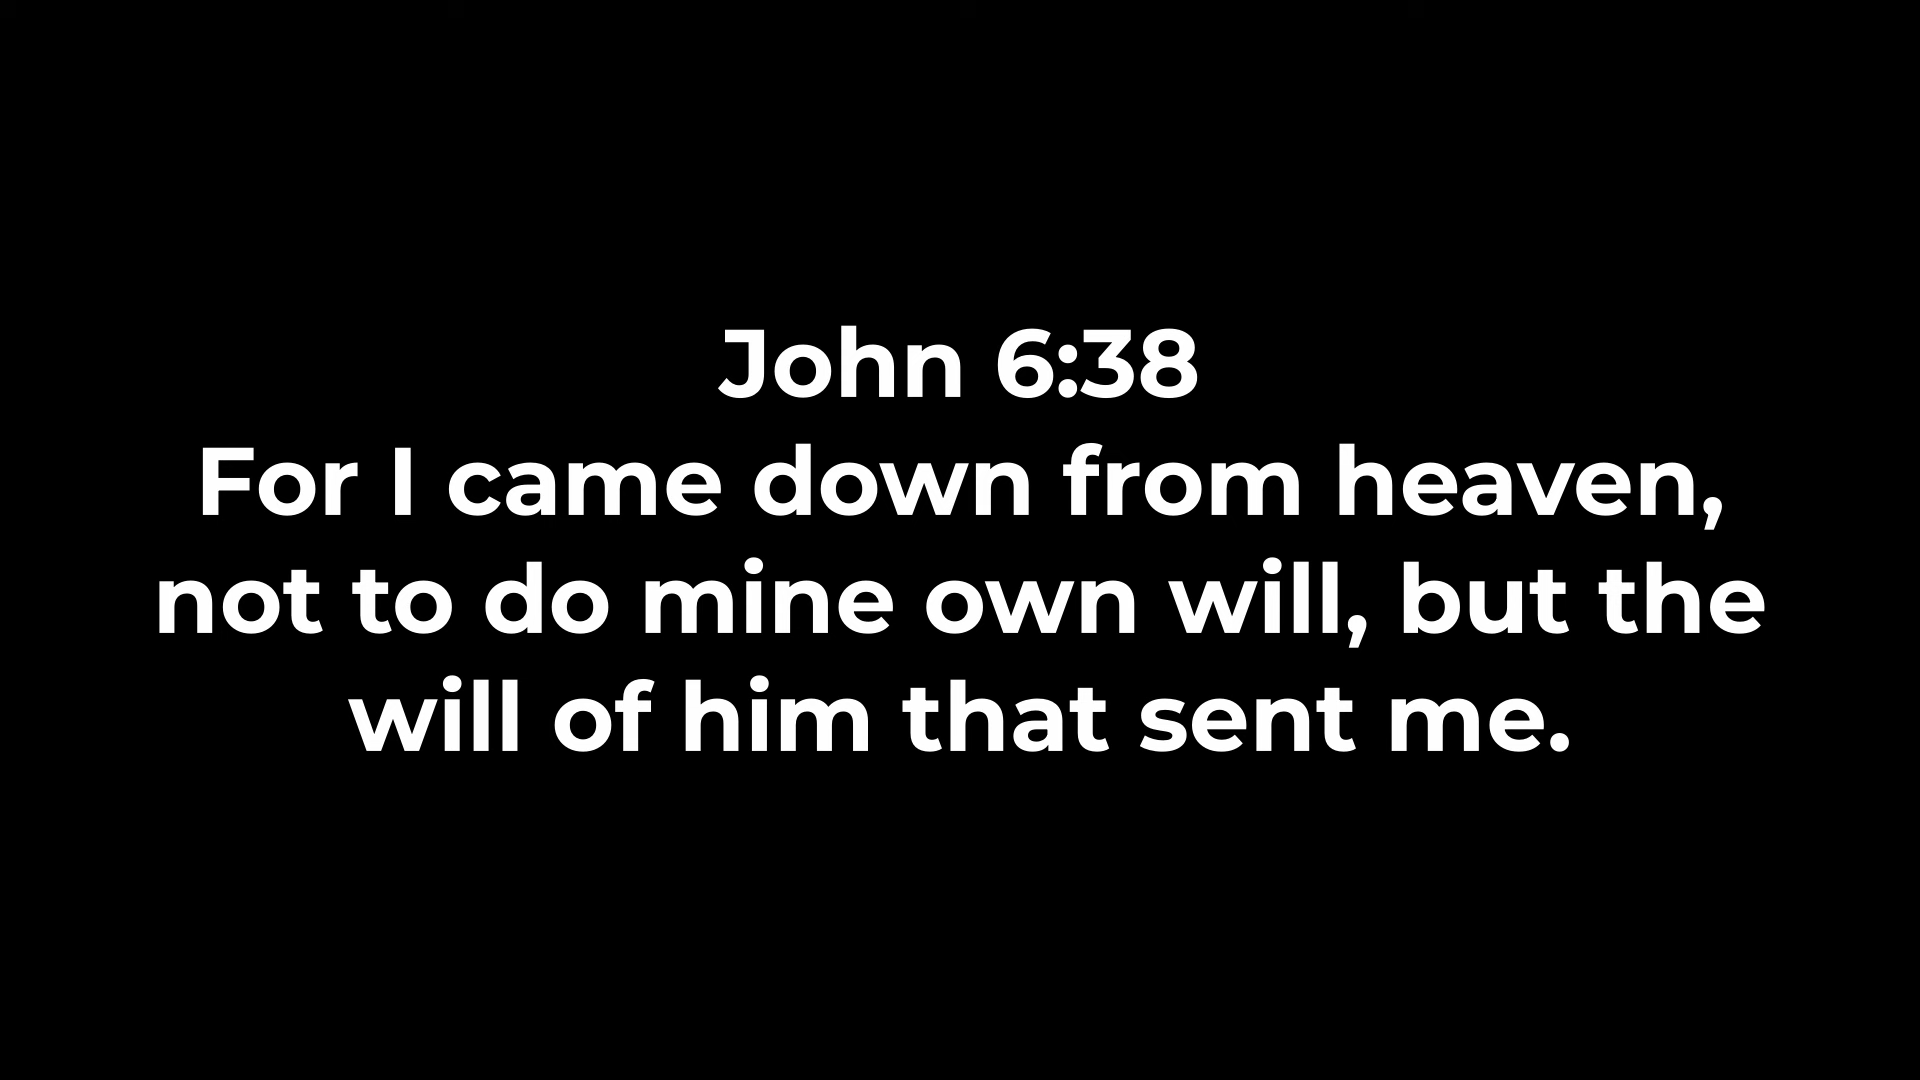 John 6:38
For I came down from heaven,
not to do mine own will, but the
will of him that sent me.